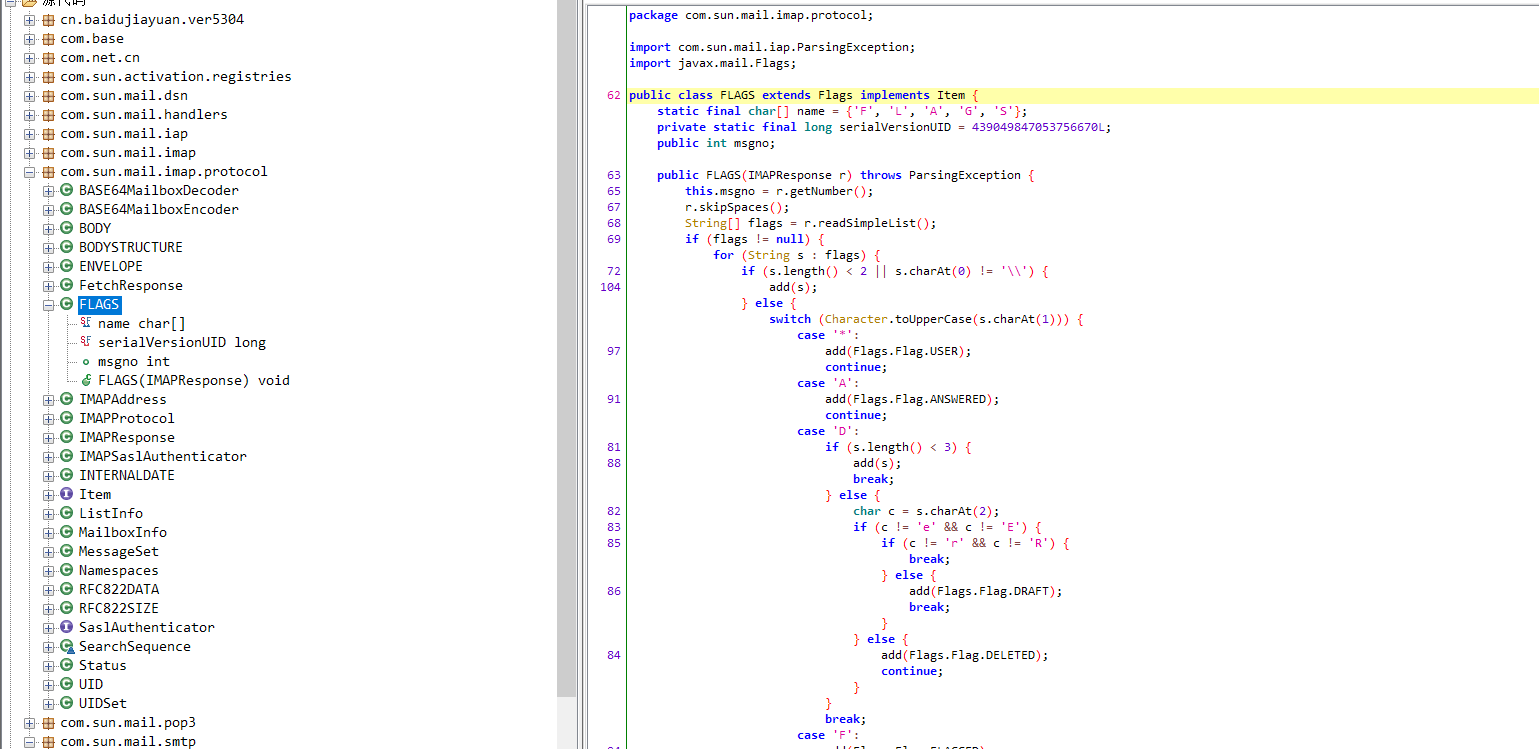 源代码
cn.baidujiayuan.ver5304
com.base
com.net.cn
com.sun.activation.registries
com.sun.mail.dsn
com.sun.mail.handlers
com.sun.mail.iap
com.sun.mail.imap
com.sun.mail.imap.protocol
BASE64MailboxDecoder
BASE64MailboxEncoder
BODY
BODYSTRUCTURE
ENVELOPE
FetchResponse
FLAGS
name char[]
serialVersionUID long
msgno int
FLAGS(IMAPResponse) void
IMAPAddress
IMAPProtocol
IMAPResponse
IMAPSaslAuthenticator
INTERNALDATE
Item
ListInfo
MailboxInfo
MessageSet
Namespaces
RFC822DATA
RFC822SIZE
SaslAuthenticator
SearchSequence
Status
UID
UIDSet
com.sun.mail.pop3
com.sun.mail.smtp
package com.sun.mail.imap.protocol;
import com.sun.mail.iap.ParsingException;
import javax.mail.Flags;
62 public class FLAGS extends Flags implements Item {
static final char[] name = {'F', 'L', 'A', 'G', 'S'};
private static final long serialVersionUID = 439049847053756670L;
public int msgno;
63 public FLAGS(IMAPResponse r) throws ParsingException {
65 this.msgno = r.getNumber();
67 r.skipSpaces();
68 String[] flags = r.readSimpleList();
69 if (flags != null) {
for (String s : flags) {
72 if (s.length() < 2 || s.charAt(0) != '\\') {
104 add(s);
} else {
switch (Character.toUpperCase(s.charAt(1))) {
case '*':
97 add(Flags.Flag.USER);
continue;
case 'A':
91 add(Flags.Flag.ANSWERED);
continue;
case 'D':
81 if (s.length() < 3) {
88 add(s);
break;
} else {
82 char c = s.charAt(2);
83 if (c != 'e' && c != 'E') {
85 if (c != 'r' && c != 'R') {
break;
} else {
86 add(Flags.Flag.DRAFT);
break;
}
} else {
84 add(Flags.Flag.DELETED);
continue;
}
}
break;
case 'F':